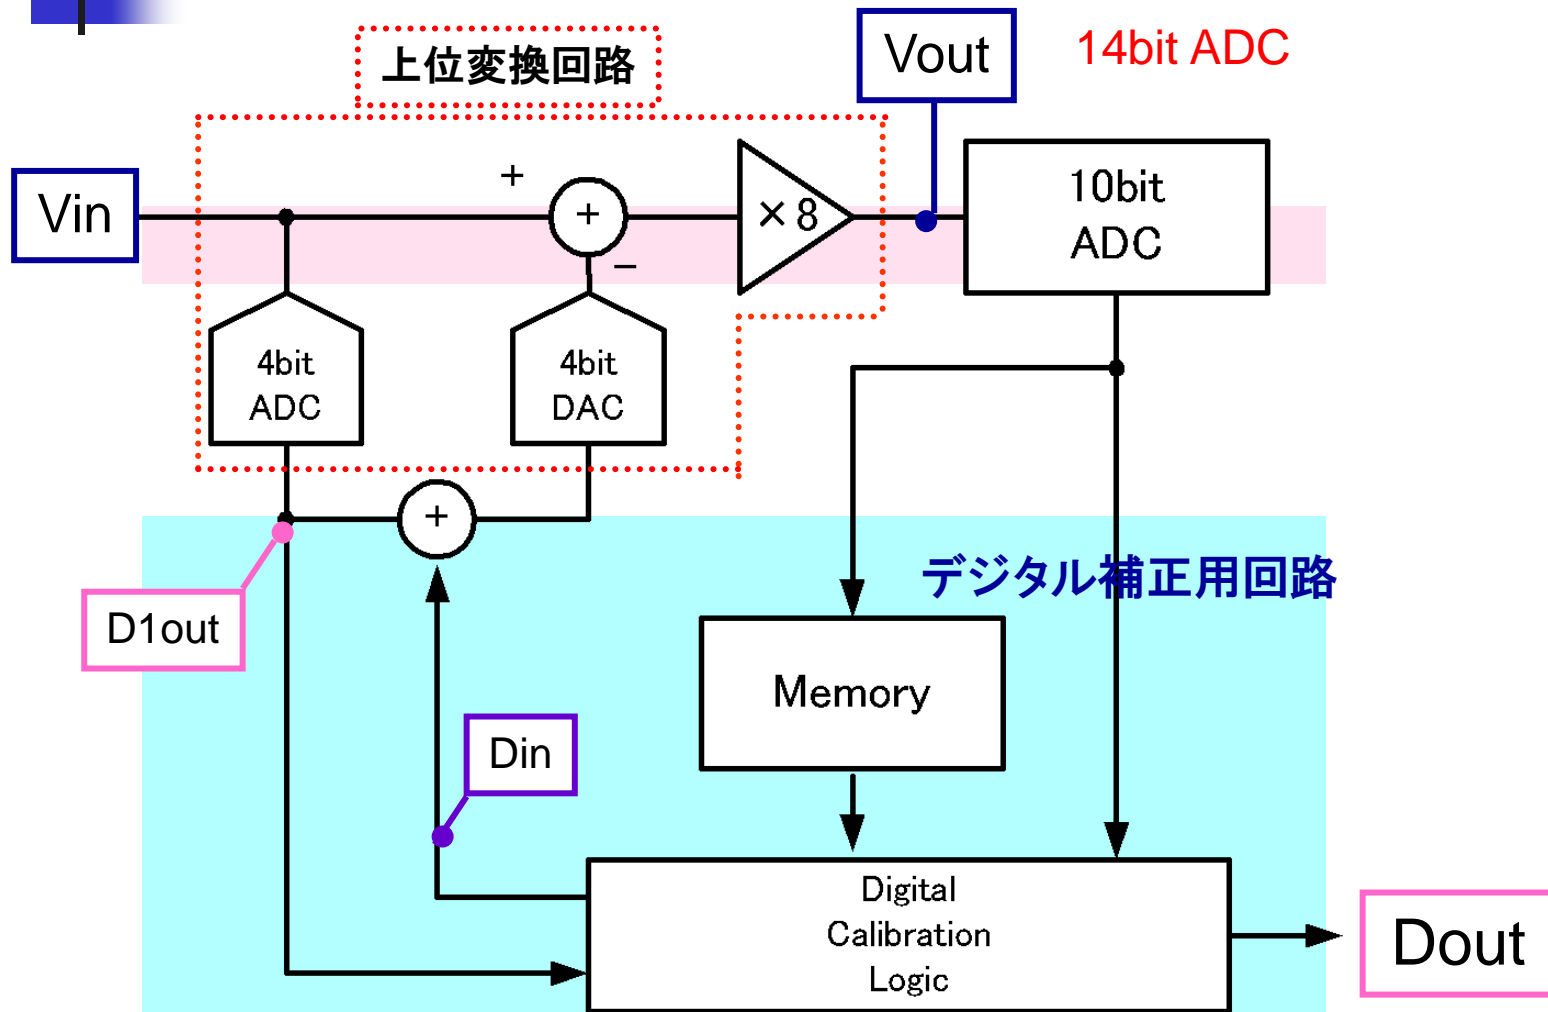 上位変換回路
Vout
14bit ADC
Vin
+
+
×8
10bit
ADC
−
4bit
ADC
4bit
DAC
+
デジタル補正用回路
D1out
Memory
Din
Digital
Calibration
Logic
Dout